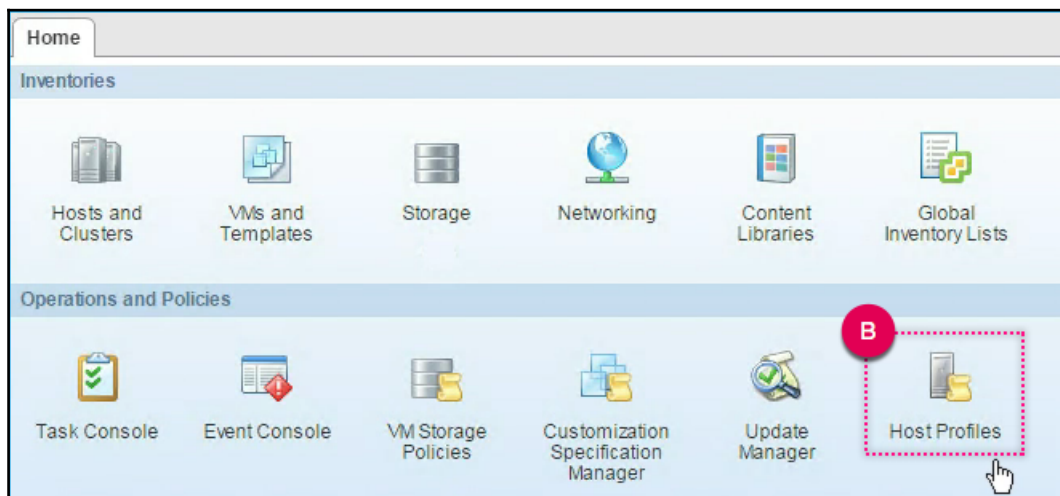 Home
Inventories
Hosts and
Clusters
VMs and
Templates
Storage
Networking
Content
Libraries
Global
Inventory Lists
Operations and Policies
B
Task Console
Event Console
VM Storage
Policies
Customization
Specification
Manager
Update
Manager
Host Profiles